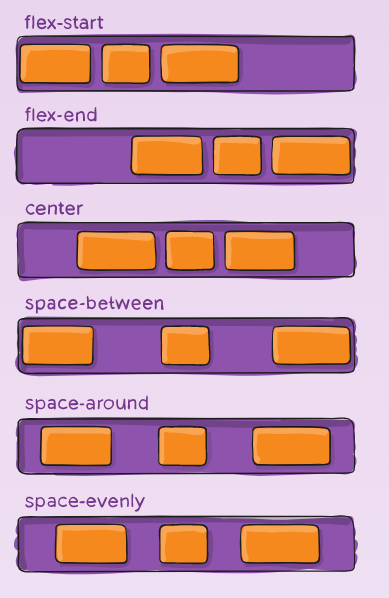 flex-start
flex-end
center
space-between
space-around
space-evenly